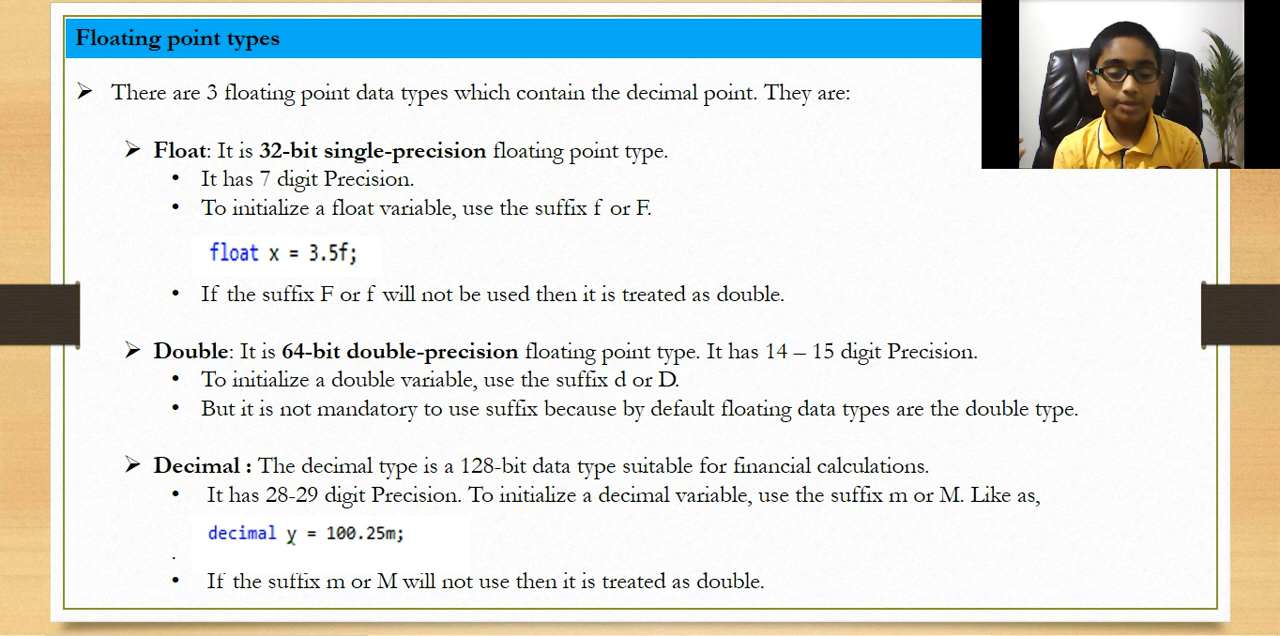 Floating point types
➢ There are 3 floating point data types which contain the decimal point. They are:
➢ Float: It is 32-bit single-precision floating point type.
• It has 7 digit Precision.
• To initialize a float variable, use the suffix f or F.
float x = 3.5f;
• If the suffix F or f will not be used then it is treated as double.
➢ Double: It is 64-bit double-precision floating point type. It has 14 – 15 digit Precision.
• To initialize a double variable, use the suffix d or D.
• But it is not mandatory to use suffix because by default floating data types are the double type.
➢ Decimal : The decimal type is a 128-bit data type suitable for financial calculations.
• It has 28-29 digit Precision. To initialize a decimal variable, use the suffix m or M. Like as,
decimal y = 100.25m;
.
• If the suffix m or M will not use then it is treated as double.